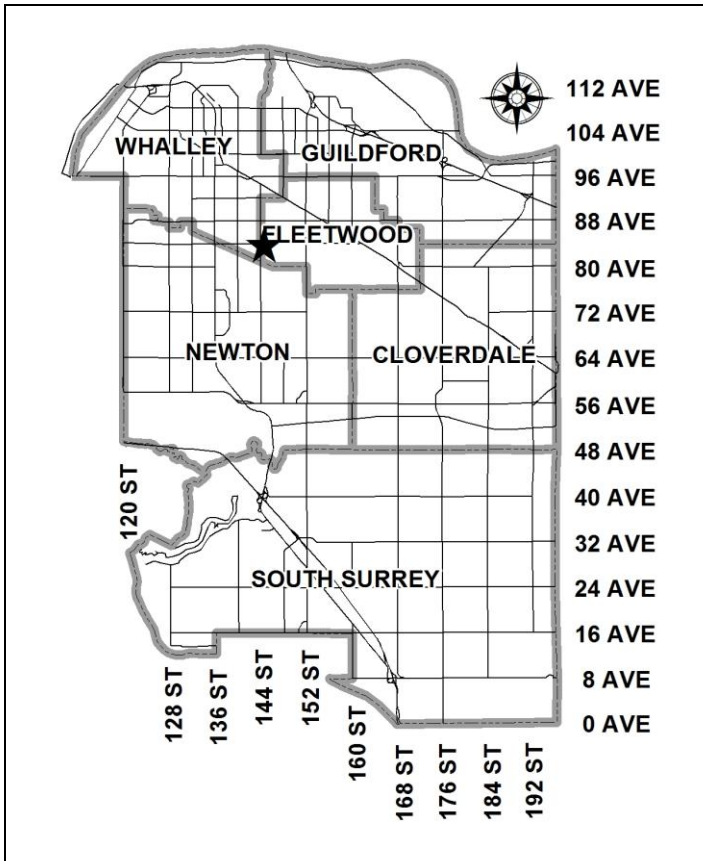 112 AVE
104 AVE
WHALLEY
GUILDFORD
96 AVE
88 AVE
FLEETWOOD
80 AVE
72 AVE
NEWTON
CLOVERDALE
64 AVE
56 AVE
48 AVE
120 ST
40 AVE
32 AVE
SOUTH SURREY
24 AVE
16 AVE
8 AVE
0 AVE
128 ST
136 ST
144 ST
152 ST
160 ST
168 ST
176 ST
184 ST
192 ST